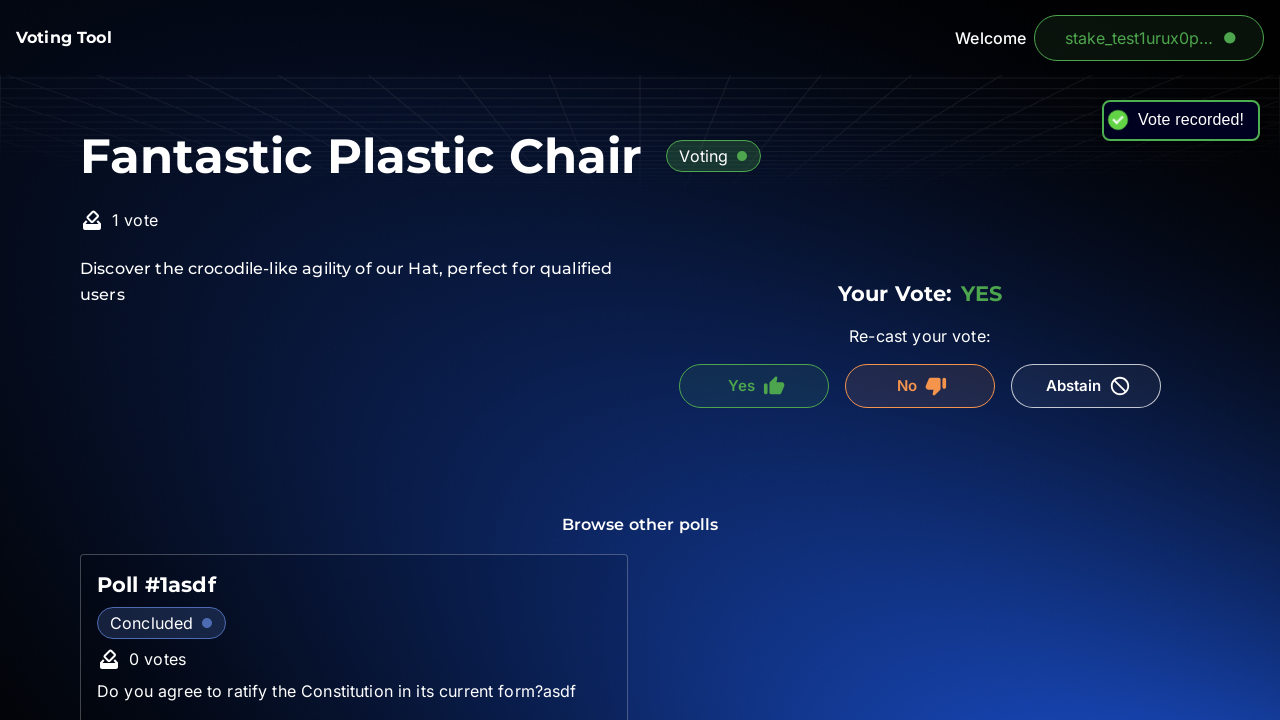 Voting Tool
Welcome
stake_test1urux0p...
Vote recorded!
Fantastic Plastic Chair
Voting
1 vote
Discover the crocodile-like agility of our Hat, perfect for qualified
users
Your Vote: YES
Re-cast your vote:
Yes
No
Abstain
Browse other polls
Poll #1asdf
Concluded
0 votes
Do you agree to ratify the Constitution in its current form?asdf